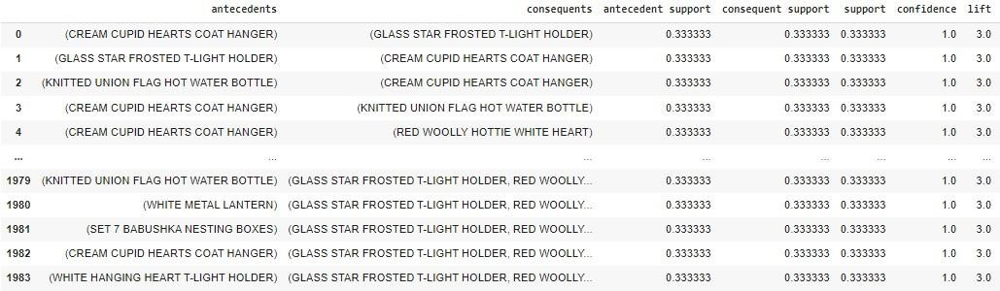 antecedents consequents antecedent support consequent support support confidence lift
0 (CREAM CUPID HEARTS COAT HANGER) (GLASS STAR FROSTED T-LIGHT HOLDER) 0.333333 0.333333 0.333333 1.0 3.0
1 (GLASS STAR FROSTED T-LIGHT HOLDER) (CREAM CUPID HEARTS COAT HANGER) 0.333333 0.333333 0.333333 1.0 3.0
2 (KNITTED UNION FLAG HOT WATER BOTTLE) (CREAM CUPID HEARTS COAT HANGER) 0.333333 0.333333 0.333333 1.0 3.0
3 (CREAM CUPID HEARTS COAT HANGER) (KNITTED UNION FLAG HOT WATER BOTTLE) 0.333333 0.333333 0.333333 1.0 3.0
4 (CREAM CUPID HEARTS COAT HANGER) (RED WOOLLY HOTTIE WHITE HEART) 0.333333 0.333333 0.333333 1.0 3.0
... ... ... ... ... ... ... ...
1979 (KNITTED UNION FLAG HOT WATER BOTTLE) (GLASS STAR FROSTED T-LIGHT HOLDER, RED WOOLLY... 0.333333 0.333333 0.333333 1.0 3.0
1980 (WHITE METAL LANTERN) (GLASS STAR FROSTED T-LIGHT HOLDER, RED WOOLLY... 0.333333 0.333333 0.333333 1.0 3.0
1981 (SET 7 BABUSHKA NESTING BOXES) (GLASS STAR FROSTED T-LIGHT HOLDER, RED WOOLLY... 0.333333 0.333333 0.333333 1.0 3.0
1982 (CREAM CUPID HEARTS COAT HANGER) (GLASS STAR FROSTED T-LIGHT HOLDER, RED WOOLLY... 0.333333 0.333333 0.333333 1.0 3.0
1983 (WHITE HANGING HEART T-LIGHT HOLDER) (GLASS STAR FROSTED T-LIGHT HOLDER, RED WOOLLY... 0.333333 0.333333 0.333333 1.0 3.0